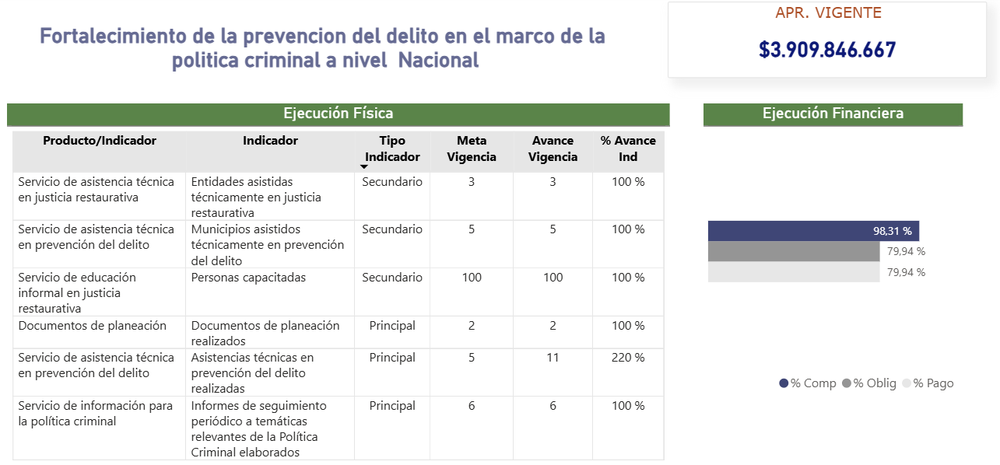 Fortalecimiento de la prevencion del delito en el marco de la
politica criminal a nivel Nacional
APR. VIGENTE
$3.909.846.667
Ejecución Física
Producto/Indicador Indicador Tipo Meta Avance % Avance
Indicador Vigencia Vigencia Ind
Servicio de asistencia técnica Entidades asistidas Secundario 3 3 100 %
en justicia restaurativa técnicamente en justicia
restaurativa
Servicio de asistencia técnica Municipios asistidos Secundario 5 5 100 %
en prevención del delito técnicamente en prevención
del delito
Servicio de educación Personas capacitadas Secundario 100 100 100 %
informal en justicia
restaurativa
Documentos de planeación Documentos de planeación Principal 2 2 100 %
realizados
Servicio de asistencia técnica Asistencias técnicas en Principal 5 11 220 %
en prevención del delito prevención del delito
realizadas
Servicio de información para Informes de seguimiento Principal 6 6 100 %
la política criminal periódico a temáticas
relevantes de la Política
Criminal elaborados
Ejecución Financiera
98,31 %
79,94 %
79,94 %
% Comp % Oblig % Pago